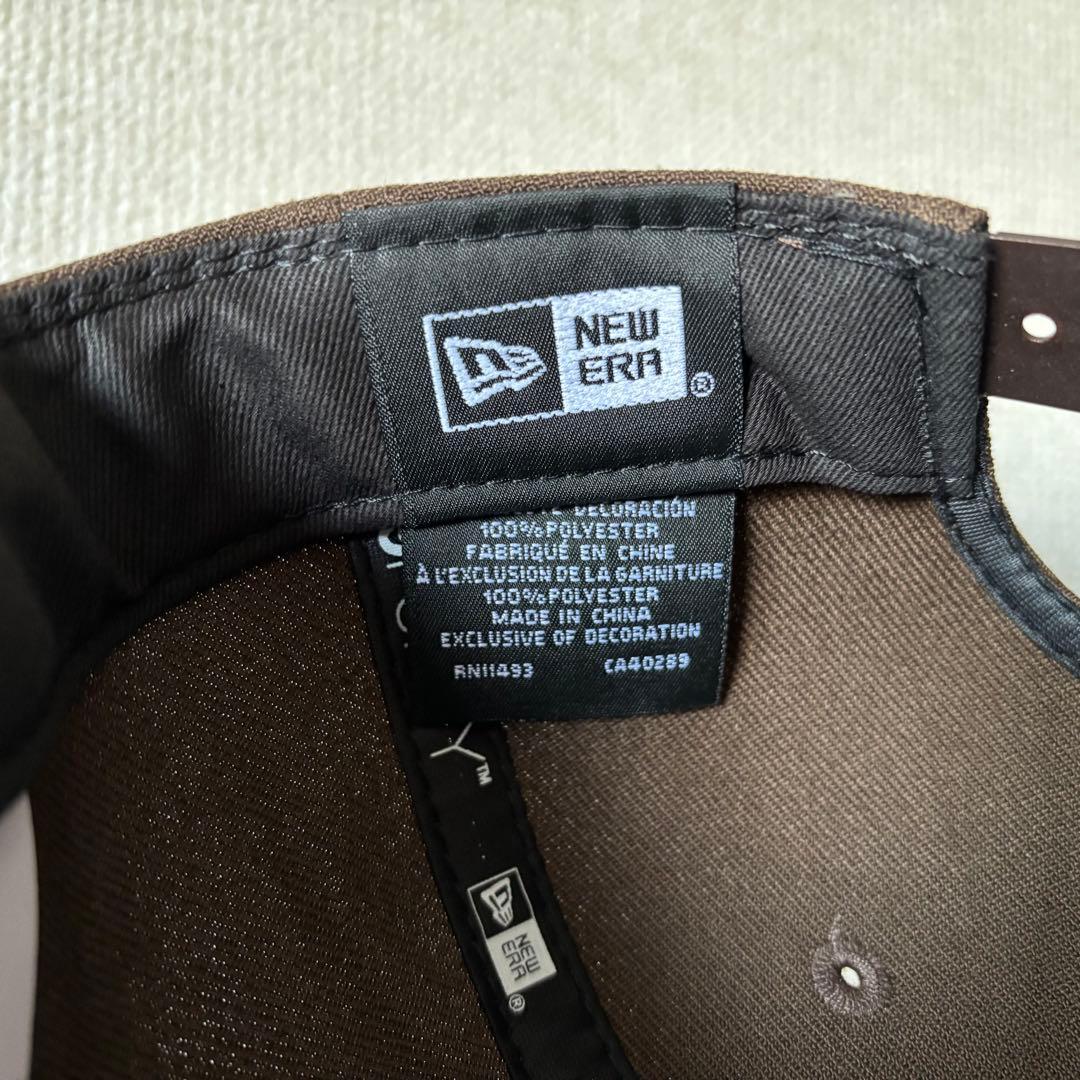 NEW
ERA
®
100%POLYESTER
FABRIQUÉ EN CHINE
À L'EXCLUSION DE LA GARNITURE
100%POLYESTER
MADE IN CHINA
EXCLUSIVE OF DECORATION
RN11493 CA40289
Y™
NEW
ERA
®